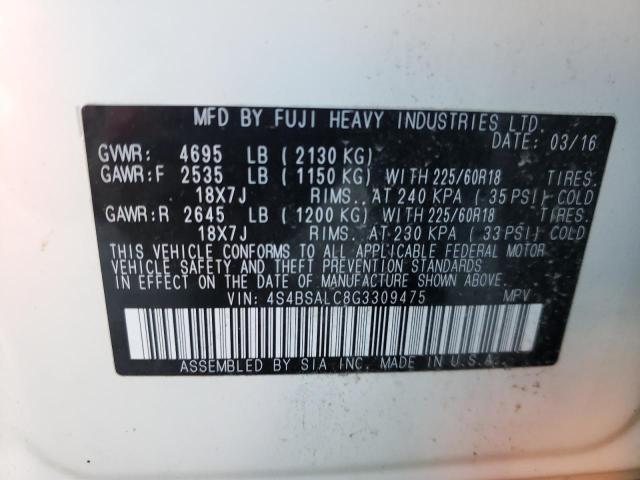 MFD BY FUJI HEAVY INDUSTRIES LTD.
DATE: 03/16
GVWR: 4695 LB (2130 KG)
GAWR:F 2535 LB (1150 KG) WITH 225/60R18 TIRES.
18X7J RIMS., AT 240 KPA (35 PSI) COLD
GAWR:R 2645 LB (1200 KG) WITH 225/60R18 TIRES.
18X7J RIMS., AT 230 KPA (33 PSI) COLD
THIS VEHICLE CONFORMS TO ALL APPLICABLE FEDERAL MOTOR
VEHICLE SAFETY AND THEFT PREVENTION STANDARDS
IN EFFECT ON THE DATE OF MANUFACTURE SHOWN ABOVE.
VIN: 4S4BSALC8G3309475 MPV
ASSEMBLED BY SIA INC. MADE IN U.S.A.